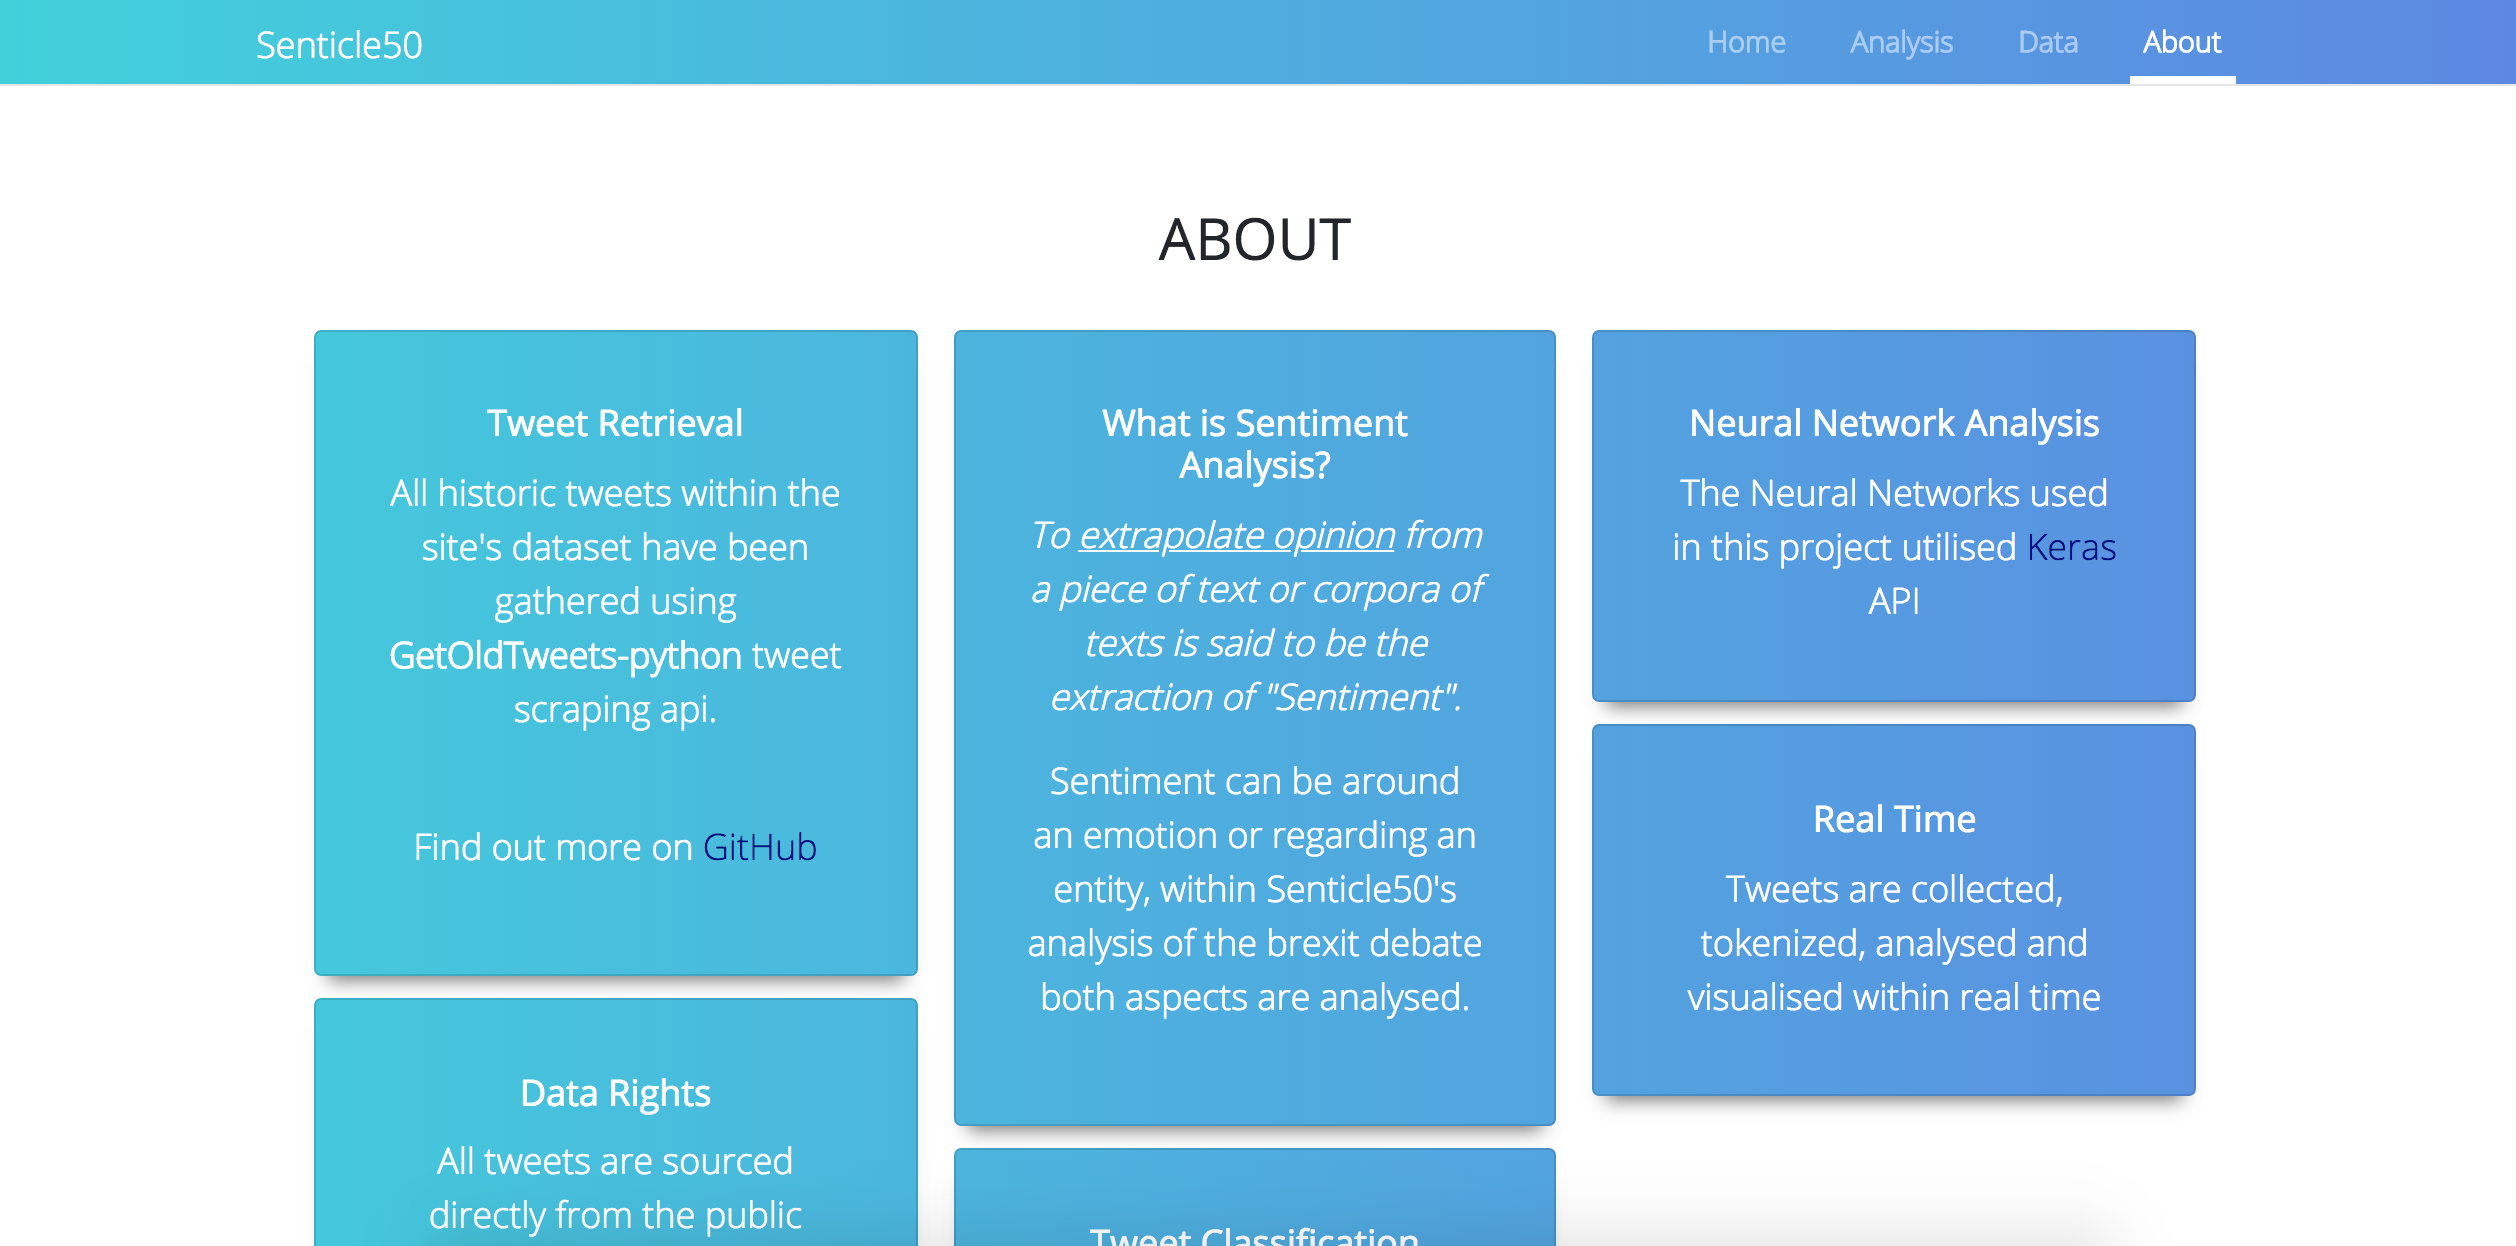 Senticle50
Home
Analysis
Data
About
ABOUT
Tweet Retrieval
All historic tweets within the
site's dataset have been
gathered using
GetOldTweets-python tweet
scraping api.
Find out more on GitHub
Data Rights
All tweets are sourced
directly from the public
What is Sentiment
Analysis?
To extrapolate opinion from
a piece of text or corpora of
texts is said to be the
extraction of "Sentiment".
Sentiment can be around
an emotion or regarding an
entity, within Senticle50's
analysis of the brexit debate
both aspects are analysed.
Tweet Classification
Neural Network Analysis
The Neural Networks used
in this project utilised Keras
API
Real Time
Tweets are collected,
tokenized, analysed and
visualised within real time